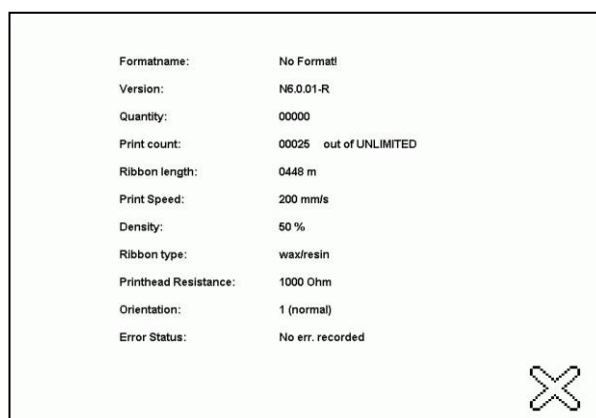 Formatname: No Format!
Version: N6.0.01-R
Quantity: 00000
Print count: 00025 out of UNLIMITED
Ribbon length: 0448 m
Print Speed: 200 mm/s
Density: 50 %
Ribbon type: wax/resin
Printhead Resistance: 1000 Ohm
Orientation: 1 (normal)
Error Status: No err. recorded